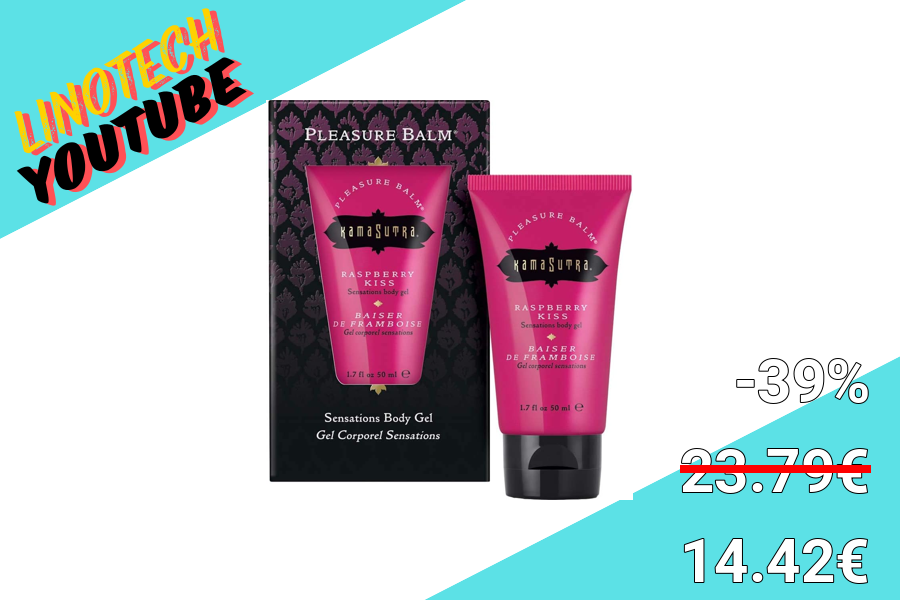 LINOTECH
YOUTUBE
PLEASURE BALM®
PLEASURE BALM®
KAMASUTRA®
RASPBERRY
KISS
Sensations body gel
BAISER
DE FRAMBOISE
Gel corporel sensations
1.7 fl oz 50 ml ℮
Sensations Body Gel
Gel Corporel Sensations
PLEASURE BALM®
KAMASUTRA®
RASPBERRY
KISS
Sensations body gel
BAISER
DE FRAMBOISE
Gel corporel sensations
1.7 fl oz 50 ml ℮
-39%
23.79€
14.42€